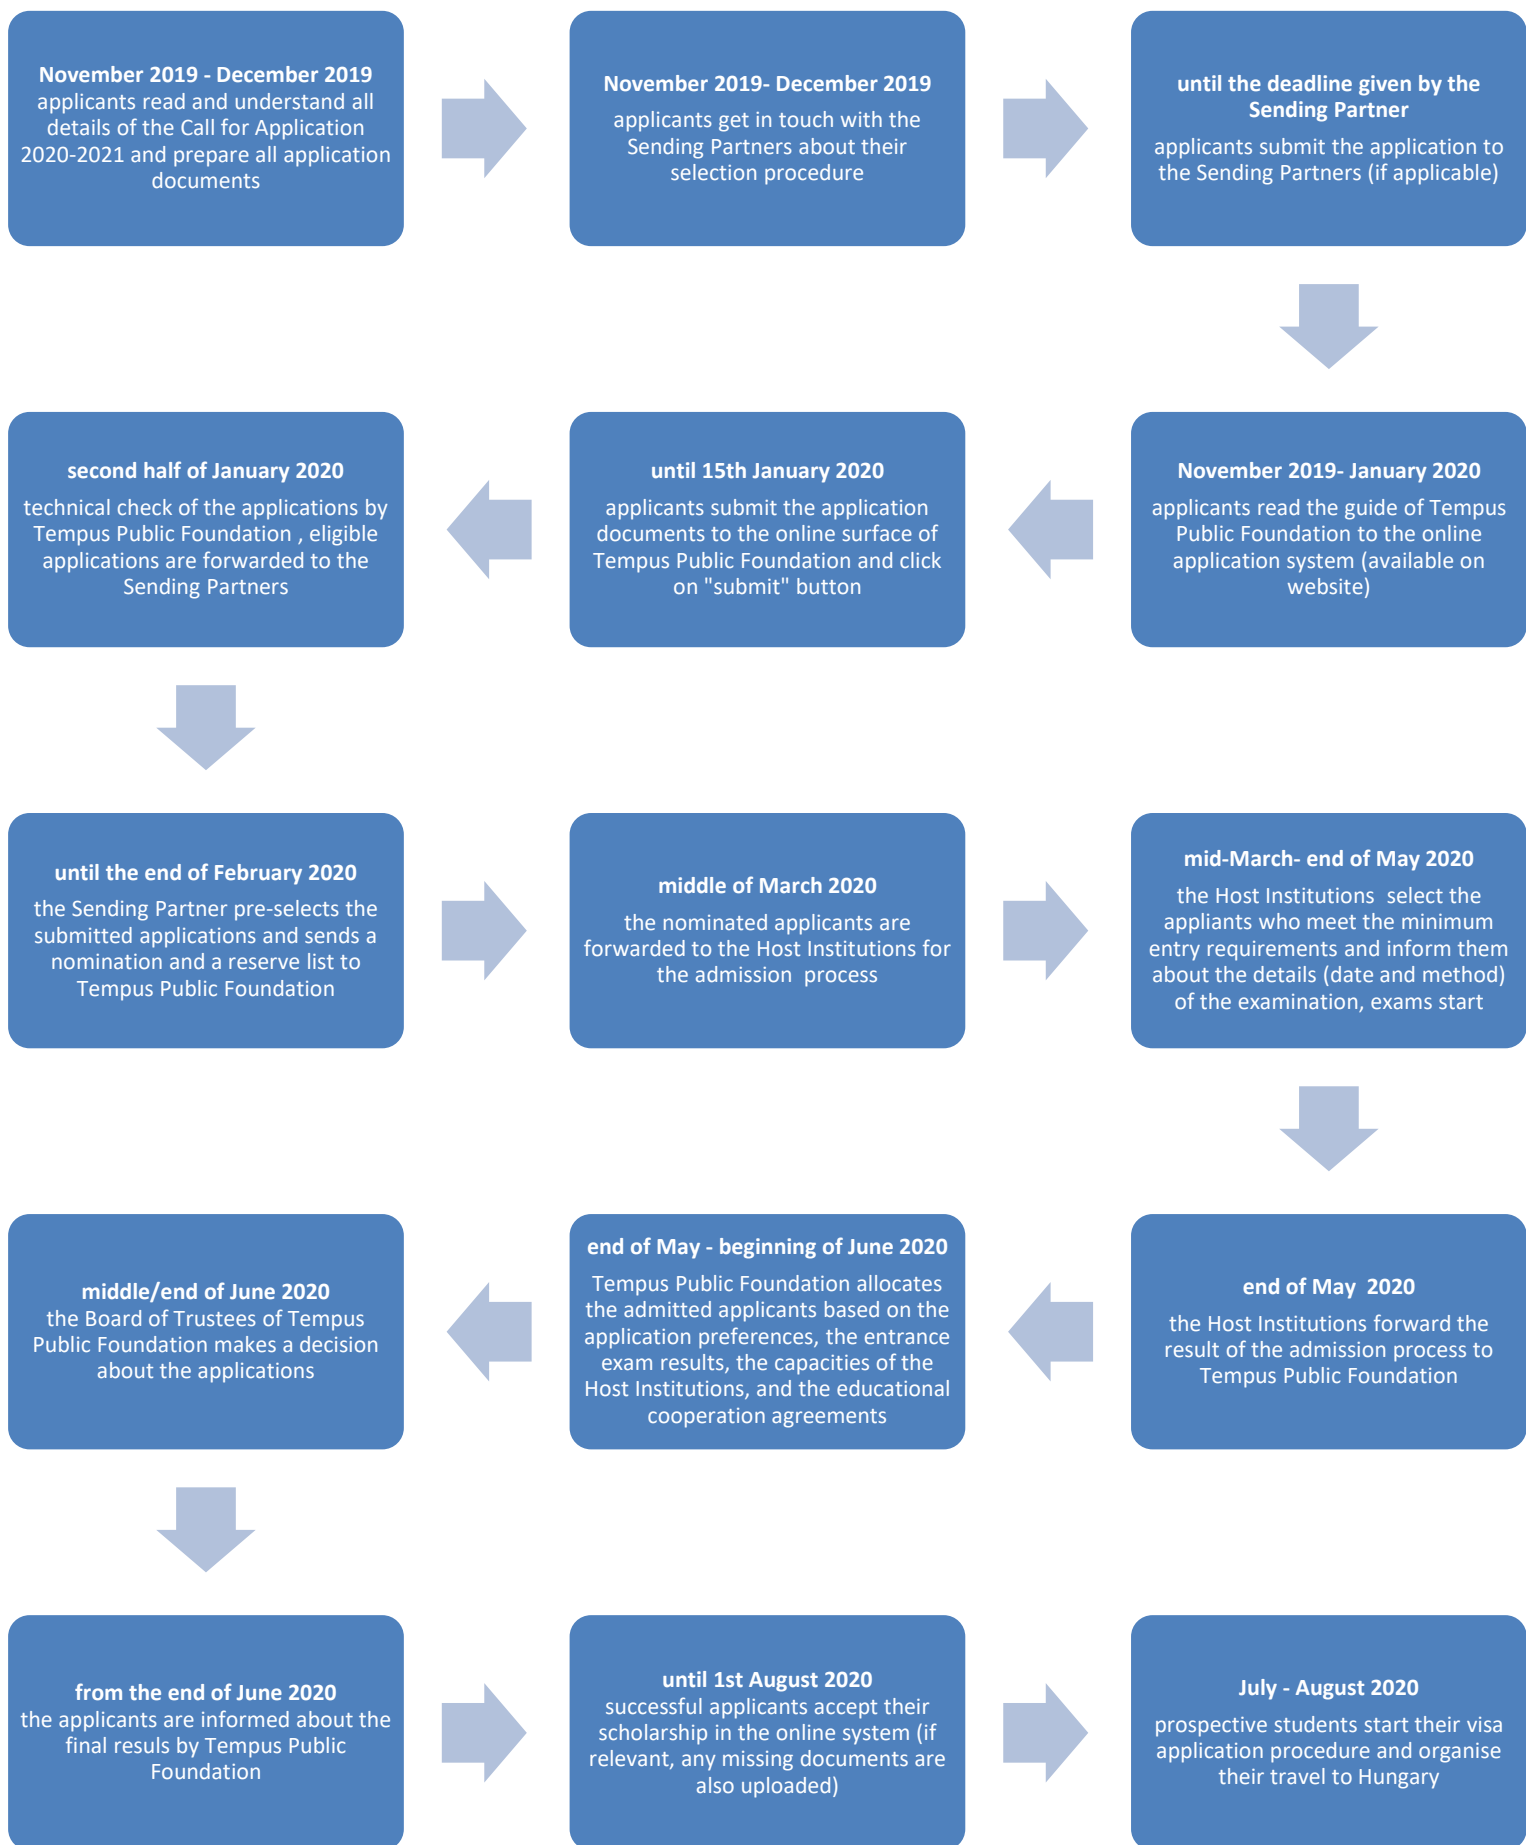 November 2019 - December 2019
applicants read and understand all
details of the Call for Application
2020-2021 and prepare all application
documents
November 2019- December 2019
applicants get in touch with the
Sending Partners about their
selection procedure
until the deadline given by the
Sending Partner
applicants submit the application to
the Sending Partners (if applicable)
November 2019- January 2020
applicants read the guide of Tempus
Public Foundation to the online
application system (available on
website)
until 15th January 2020
applicants submit the application
documents to the online surface of
Tempus Public Foundation and click
on "submit" button
second half of January 2020
technical check of the applications by
Tempus Public Foundation , eligible
applications are forwarded to the
Sending Partners
until the end of February 2020
the Sending Partner pre-selects the
submitted applications and sends a
nomination and a reserve list to
Tempus Public Foundation
middle of March 2020
the nominated applicants are
forwarded to the Host Institutions for
the admission  process
mid-March- end of May 2020
the Host Institutions  select the
appliants who meet the minimum
entry requirements and inform them
about the details (date and method)
of the examination, exams start
end of May  2020
the Host Institutions forward the
result of the admission process to
Tempus Public Foundation
end of May - beginning of June 2020
Tempus Public Foundation allocates
the admitted applicants based on the
application preferences, the entrance
exam results, the capacities of the
Host Institutions, and the educational
cooperation agreements
middle/end of June 2020
the Board of Trustees of Tempus
Public Foundation makes a decision
about the applications
from the end of June 2020
the applicants are informed about the
final resuls by Tempus Public
Foundation
until 1st August 2020
successful applicants accept their
scholarship in the online system (if
relevant, any missing documents are
also uploaded)
July - August 2020
prospective students start their visa
application procedure and organise
their travel to Hungary